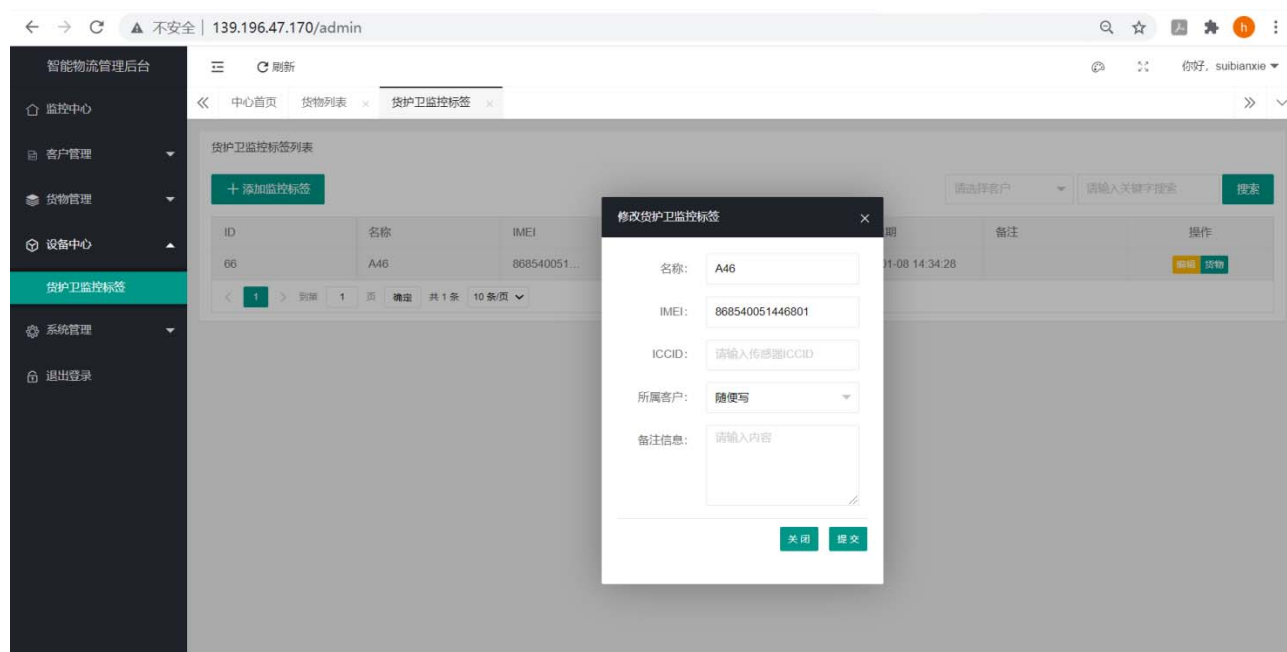 不安全 | 139.196.47.170/admin
h
智能物流管理后台
刷新
你好, suibianxie
监控中心
中心首页 货物列表 货护卫监控标签
客户管理
货护卫监控标签列表
货物管理
添加监控标签
请选择客户 请输入关键字搜索 搜索
设备中心
ID 名称 IMEI 期 备注 操作
66 A46 868540051... 01-08 14:34:28 编辑 货物
货护卫监控标签
1 到第 1 页 确定 共 1 条 10 条/页
系统管理
退出登录
修改货护卫监控标签
名称: A46
IMEI: 868540051446801
ICCID: 请输入传感器ICCID
所属客户: 随便写
备注信息: 请输入内容
关闭 提交